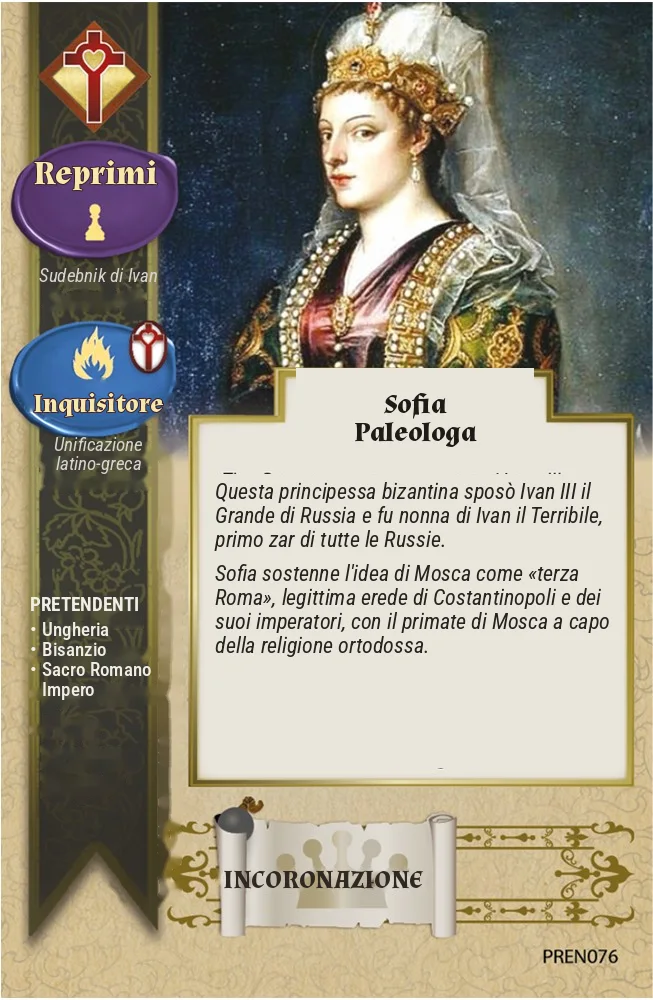 Reprimi
Sudebnik di Ivan
Inquisitore
Unificazione
latino-greca
PRETENDENTI
• Ungheria
• Bisanzio
• Sacro Romano
Impero
Sofia
Paleologa
Questa principessa bizantina sposò Ivan III il
Grande di Russia e fu nonna di Ivan il Terribile,
primo zar di tutte le Russie.
Sofia sostenne l'idea di Mosca come «terza
Roma», legittima erede di Costantinopoli e dei
suoi imperatori, con il primate di Mosca a capo
della religione ortodossa.
INCORONAZIONE
PREN076